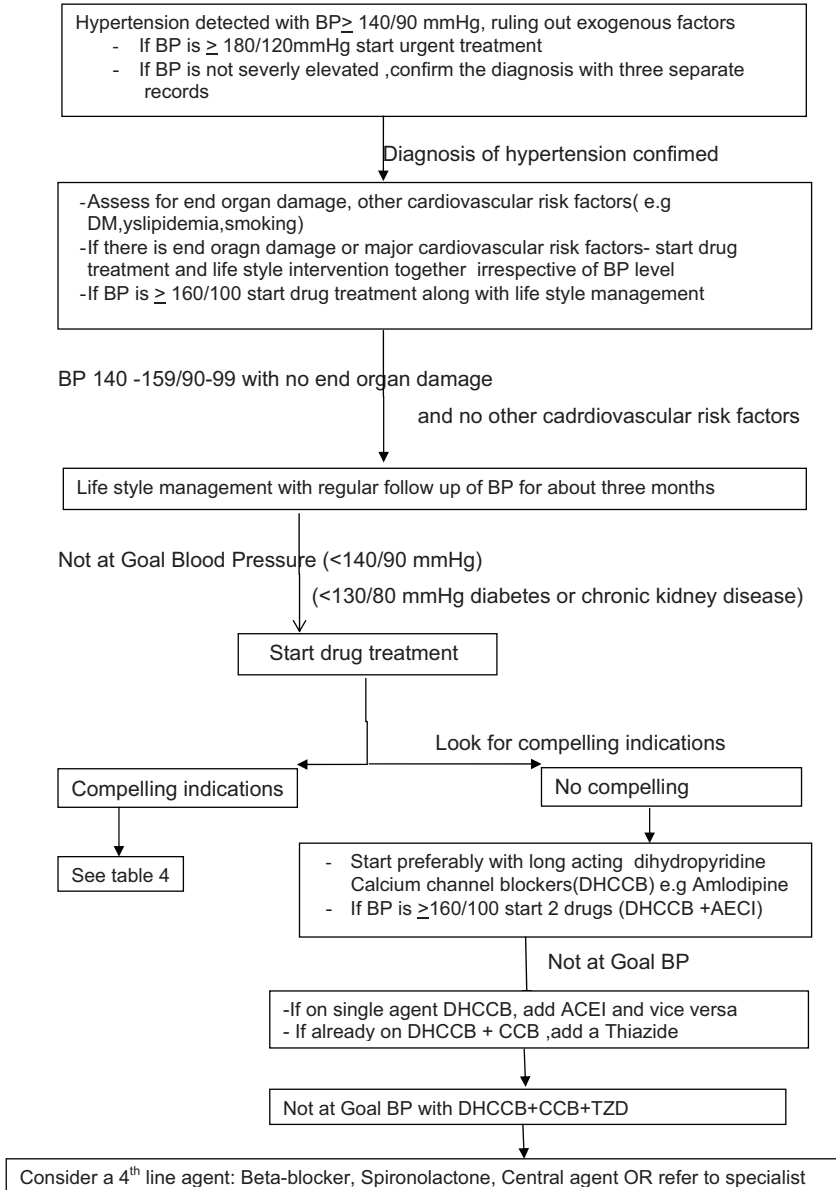 Hypertension detected with BP≥ 140/90 mmHg, ruling out exogenous factors
- If BP is ≥ 180/120mmHg start urgent treatment
- If BP is not severly elevated ,confirm the diagnosis with three separate
records
Diagnosis of hypertension confimed
-Assess for end organ damage, other cardiovascular risk factors( e.g
DM,yslipidemia,smoking)
-If there is end oragn damage or major cardiovascular risk factors- start drug
treatment and life style intervention together irrespective of BP level
-If BP is ≥ 160/100 start drug treatment along with life style management
BP 140 -159/90-99 with no end organ damage
and no other cadrdiovascular risk factors
Life style management with regular follow up of BP for about three months
Not at Goal Blood Pressure (<140/90 mmHg)
(<130/80 mmHg diabetes or chronic kidney disease)
Start drug treatment
Look for compelling indications
Compelling indications
No compelling
See table 4
- Start preferably with long acting dihydropyridine
Calcium channel blockers(DHCCB) e.g Amlodipine
- If BP is ≥160/100 start 2 drugs (DHCCB +AECI)
Not at Goal BP
-If on single agent DHCCB, add ACEI and vice versa
- If already on DHCCB + CCB ,add a Thiazide
Not at Goal BP with DHCCB+CCB+TZD
Consider a 4th line agent: Beta-blocker, Spironolactone, Central agent OR refer to specialist